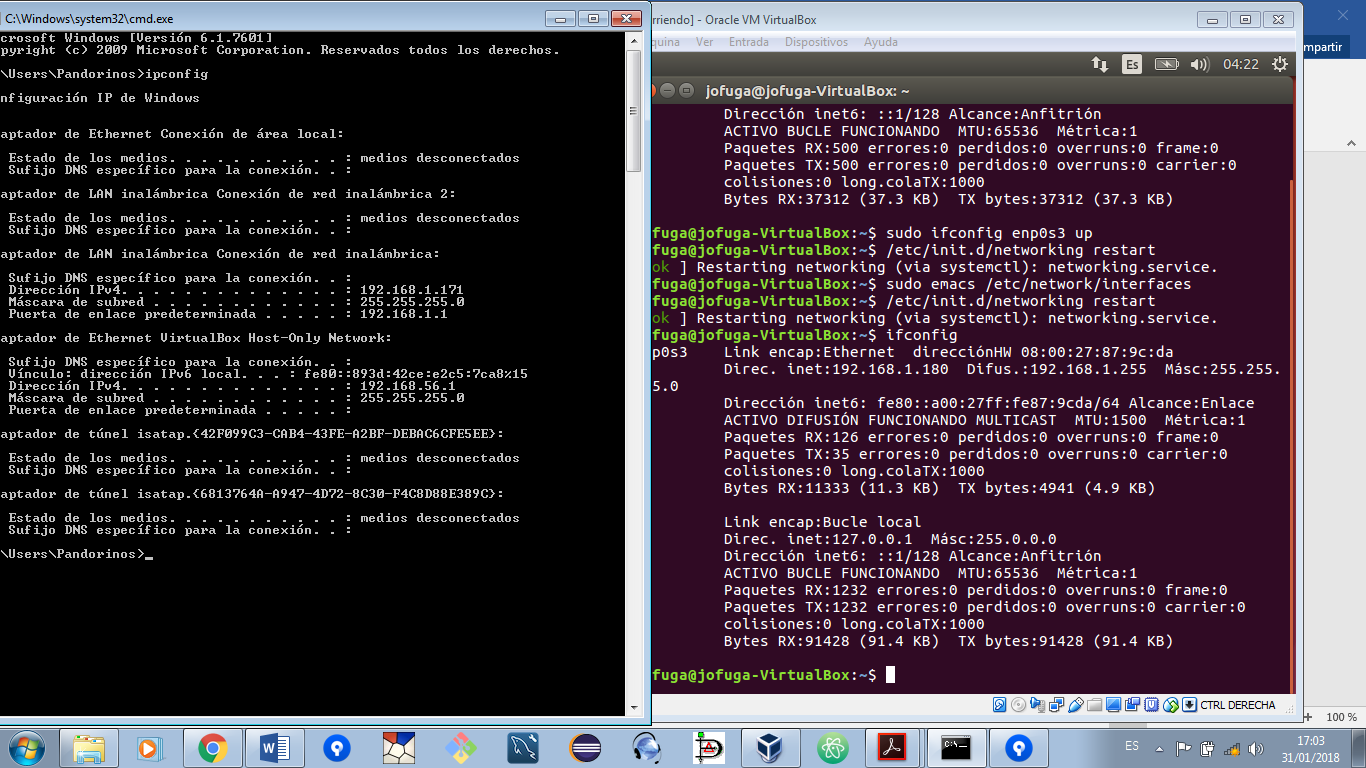 C:\Windows\system32\cmd.exe
crosoft Windows [Versión 6.1.7601]
pyright (c) 2009 Microsoft Corporation. Reservados todos los derechos.
\Users\Pandorinos>ipconfig
nfiguración IP de Windows
aptador de Ethernet Conexión de área local:
Estado de los medios. . . . . . . . . . . : medios desconectados
Sufijo DNS específico para la conexión. . :
aptador de LAN inalámbrica Conexión de red inalámbrica 2:
Estado de los medios. . . . . . . . . . . : medios desconectados
Sufijo DNS específico para la conexión. . :
aptador de LAN inalámbrica Conexión de red inalámbrica:
Sufijo DNS específico para la conexión. . :
Dirección IPv4. . . . . . . . . . . . . . : 192.168.1.171
Máscara de subred . . . . . . . . . . . . : 255.255.255.0
Puerta de enlace predeterminada . . . . . : 192.168.1.1
aptador de Ethernet VirtualBox Host-Only Network:
Sufijo DNS específico para la conexión. . :
Vínculo: dirección IPv6 local. . . : fe80::893d:42ce:e2c5:7ca8%15
Dirección IPv4. . . . . . . . . . . . . . : 192.168.56.1
Máscara de subred . . . . . . . . . . . . : 255.255.255.0
Puerta de enlace predeterminada . . . . . :
aptador de túnel isatap.{42F099C3-CAB4-43FE-A2BF-DEBAC6CFE5EE}:
Estado de los medios. . . . . . . . . . . : medios desconectados
Sufijo DNS específico para la conexión. . :
aptador de túnel isatap.{6813764A-A947-4D72-8C30-F4C8D88E389C}:
Estado de los medios. . . . . . . . . . . : medios desconectados
Sufijo DNS específico para la conexión. . :
\Users\Pandorinos>_
rriendo] - Oracle VM VirtualBox
quina Ver Entrada Dispositivos Ayuda
Es 04:22
jofuga@jofuga-VirtualBox: ~
Dirección inet6: ::1/128 Alcance:Anfitrión
ACTIVO BUCLE FUNCIONANDO MTU:65536 Métrica:1
Paquetes RX:500 errores:0 perdidos:0 overruns:0 frame:0
Paquetes TX:500 errores:0 perdidos:0 overruns:0 carrier:0
colisiones:0 long.colaTX:1000
Bytes RX:37312 (37.3 KB) TX bytes:37312 (37.3 KB)
fuga@jofuga-VirtualBox:~$ sudo ifconfig enp0s3 up
fuga@jofuga-VirtualBox:~$ /etc/init.d/networking restart
ok ] Restarting networking (via systemctl): networking.service.
fuga@jofuga-VirtualBox:~$ sudo emacs /etc/network/interfaces
fuga@jofuga-VirtualBox:~$ /etc/init.d/networking restart
ok ] Restarting networking (via systemctl): networking.service.
fuga@jofuga-VirtualBox:~$ ifconfig
p0s3 Link encap:Ethernet direcciónHW 08:00:27:87:9c:da
Direc. inet:192.168.1.180 Difus.:192.168.1.255 Másc:255.255.
5.0
Dirección inet6: fe80::a00:27ff:fe87:9cda/64 Alcance:Enlace
ACTIVO DIFUSIÓN FUNCIONANDO MULTICAST MTU:1500 Métrica:1
Paquetes RX:126 errores:0 perdidos:0 overruns:0 frame:0
Paquetes TX:35 errores:0 perdidos:0 overruns:0 carrier:0
colisiones:0 long.colaTX:1000
Bytes RX:11333 (11.3 KB) TX bytes:4941 (4.9 KB)
Link encap:Bucle local
Direc. inet:127.0.0.1 Másc:255.0.0.0
Dirección inet6: ::1/128 Alcance:Anfitrión
ACTIVO BUCLE FUNCIONANDO MTU:65536 Métrica:1
Paquetes RX:1232 errores:0 perdidos:0 overruns:0 frame:0
Paquetes TX:1232 errores:0 perdidos:0 overruns:0 carrier:0
colisiones:0 long.colaTX:1000
Bytes RX:91428 (91.4 KB) TX bytes:91428 (91.4 KB)
fuga@jofuga-VirtualBox:~$
CTRL DERECHA
mpartir
100 %
ES
17:03
31/01/2018